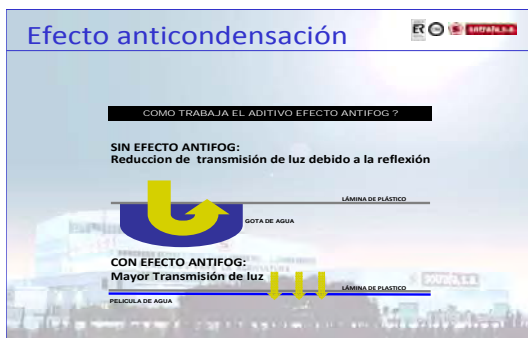 Efecto anticondensación
ER
COMO TRABAJA EL ADITIVO EFECTO ANTIFOG ?
SIN EFECTO ANTIFOG:
Reduccion de transmisión de luz debido a la reflexión
LÁMINA DE PLÁSTICO
GOTA DE AGUA
CON EFECTO ANTIFOG:
Mayor Transmisión de luz
LÁMINA DE PLASTICO
PELICULA DE AGUA